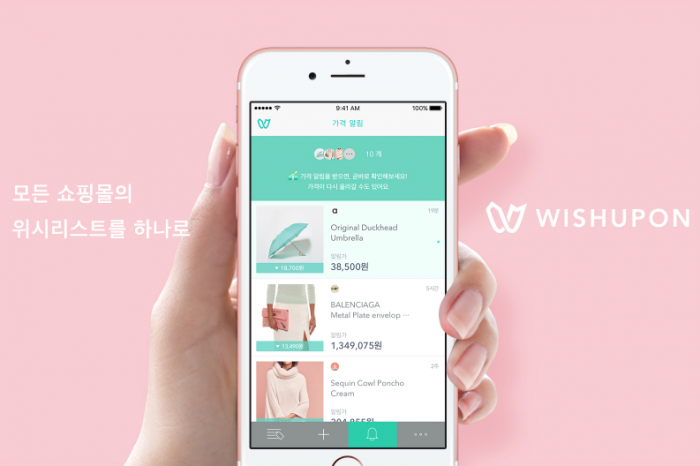 모든 쇼핑몰의
위시리스트를 하나로
WISHUPON
9:41 AM
100%
가격 알림
10 개
가격 알림을 받으면, 곧바로 확인해보세요!
가격이 다시 올라갈 수도 있어요
a
11분
Original Duckhead
Umbrella
▼ 18,700원
알림가
38,500원
5시간
BALENCIAGA
Metal Plate envelop ···
▼ 13,490원
알림가
1,349,075원
2주
Sequin Cowl Poncho
Cream
알림가